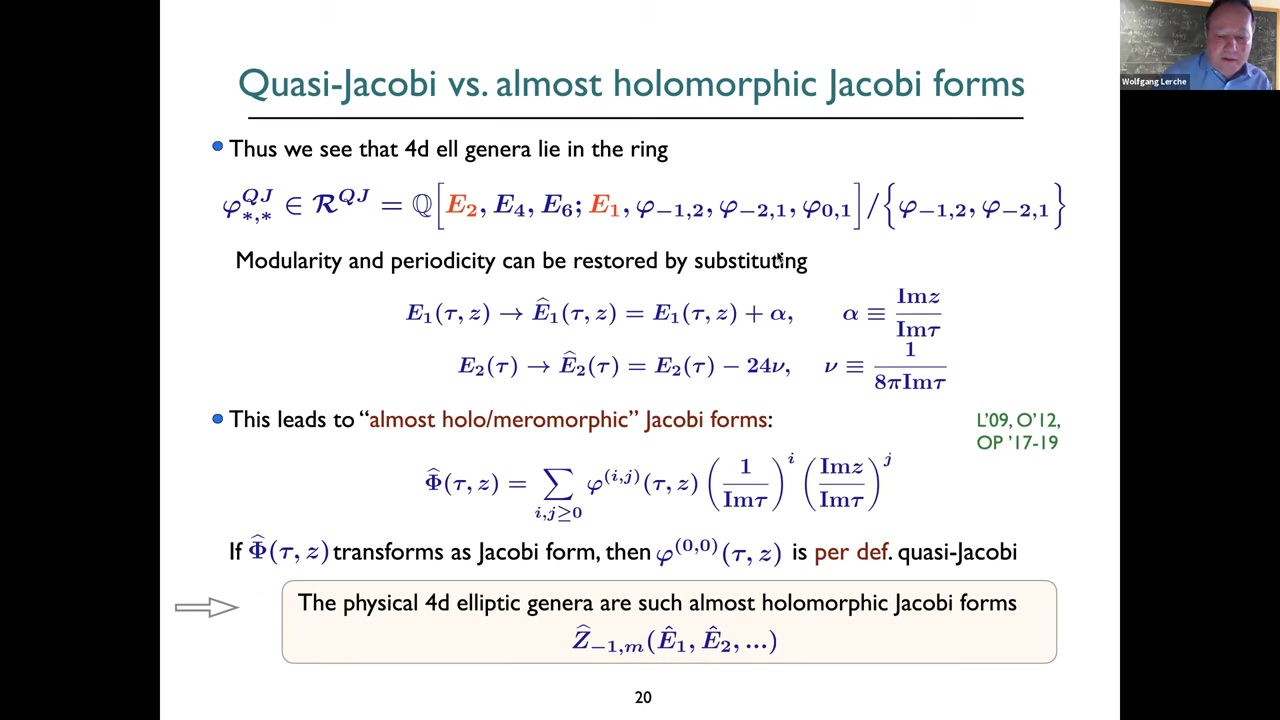 Wolfgang Lerche
Quasi-Jacobi vs. almost holomorphic Jacobi forms
Thus we see that 4d ell genera lie in the ring
φ^{QJ}_{*,*} ∈ R^{QJ} = ℚ[E_2, E_4, E_6; E_1, φ_{-1,2}, φ_{-2,1}, φ_{0,1}]/{φ_{-1,2}, φ_{-2,1}}
Modularity and periodicity can be restored by substituting
E_1(τ, z) → Ê_1(τ, z) = E_1(τ, z) + α, α ≡ Imz/Imτ
E_2(τ) → Ê_2(τ) = E_2(τ) − 24ν, ν ≡ 1/8πImτ
This leads to “almost holo/meromorphic” Jacobi forms:
L’09, O’12,
OP ’17-19
Φ̂(τ, z) = ∑_{i,j≥0} φ^{(i,j)}(τ, z) (1/Imτ)^i (Imz/Imτ)^j
If Φ̂(τ, z) transforms as Jacobi form, then φ^{(0,0)}(τ, z) is per def. quasi-Jacobi
The physical 4d elliptic genera are such almost holomorphic Jacobi forms
Ẑ_{-1,m}(Ê_1, Ê_2, ...)
20